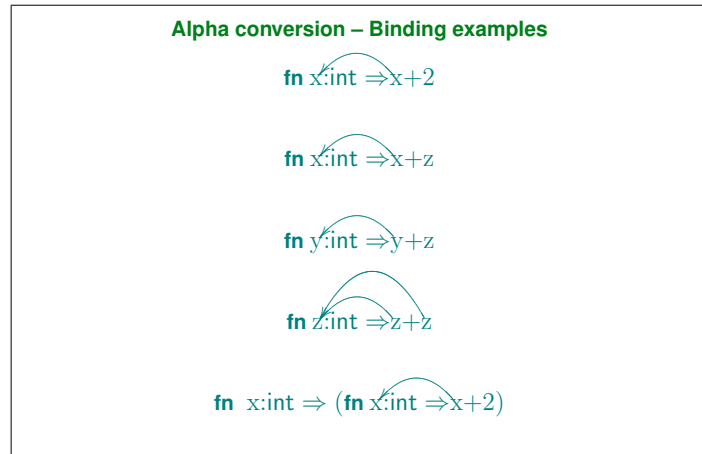 Alpha conversion – Binding examples
fn x:int ⇒x+2
fn x:int ⇒x+z
fn y:int ⇒y+z
fn z:int ⇒z+z
fn x:int ⇒ (fn x:int ⇒x+2)